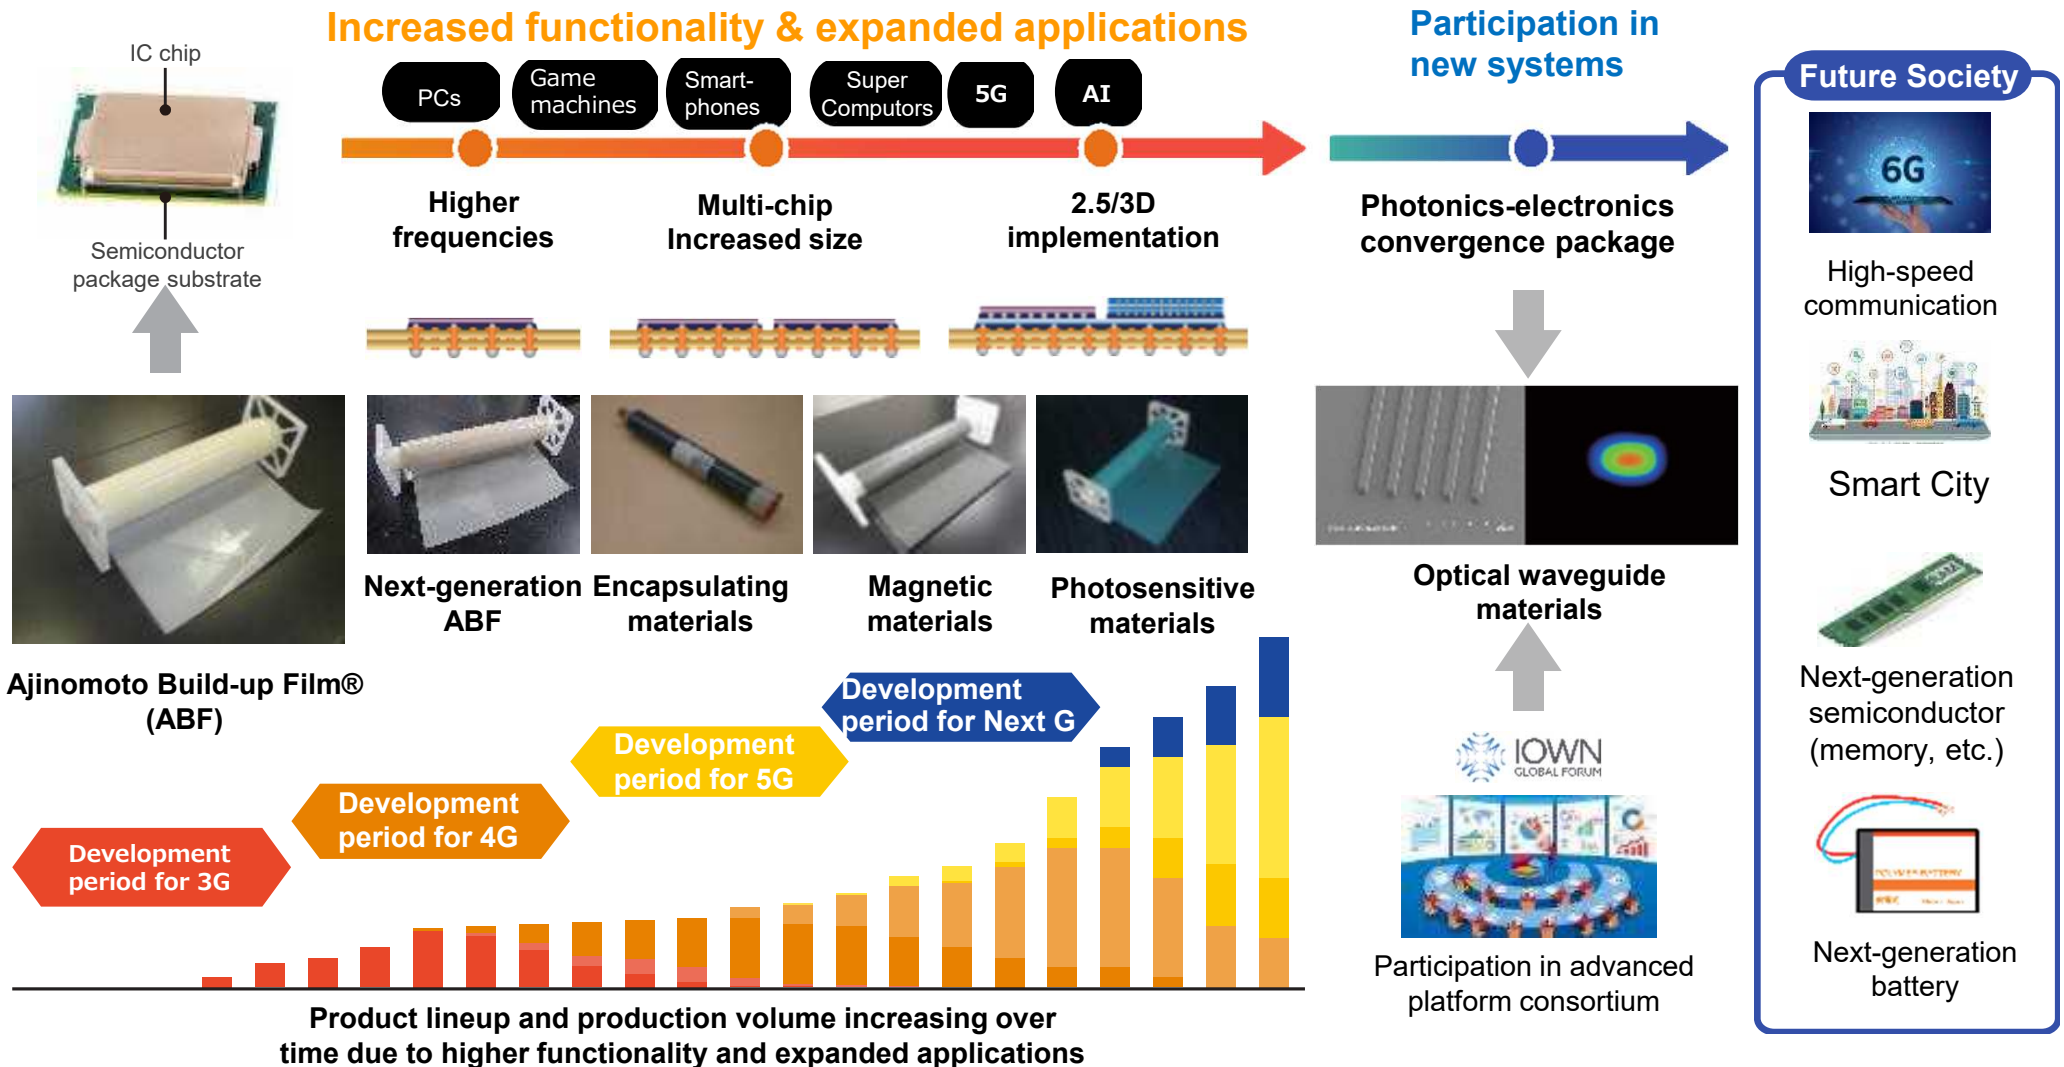 Increased functionality & expanded applications
Participation in
new systems
IC chip
Semiconductor
package substrate
PCs
Game
machines
Smart-
phones
Super
Computors
5G
AI
Higher
frequencies
Multi-chip
Increased size
2.5/3D
implementation
Photonics-electronics
convergence package
Next-generation
ABF
Encapsulating
materials
Magnetic
materials
Photosensitive
materials
Optical waveguide
materials
Ajinomoto Build-up Film®
(ABF)
Development
period for 3G
Development
period for 4G
Development
period for 5G
Development
period for Next G
Product lineup and production volume increasing over
time due to higher functionality and expanded applications
IOWN
GLOBAL FORUM
Participation in advanced
platform consortium
Future Society
6G
High-speed
communication
Smart City
Next-generation
semiconductor
(memory, etc.)
POLYMER BATTERY
Next-generation
battery